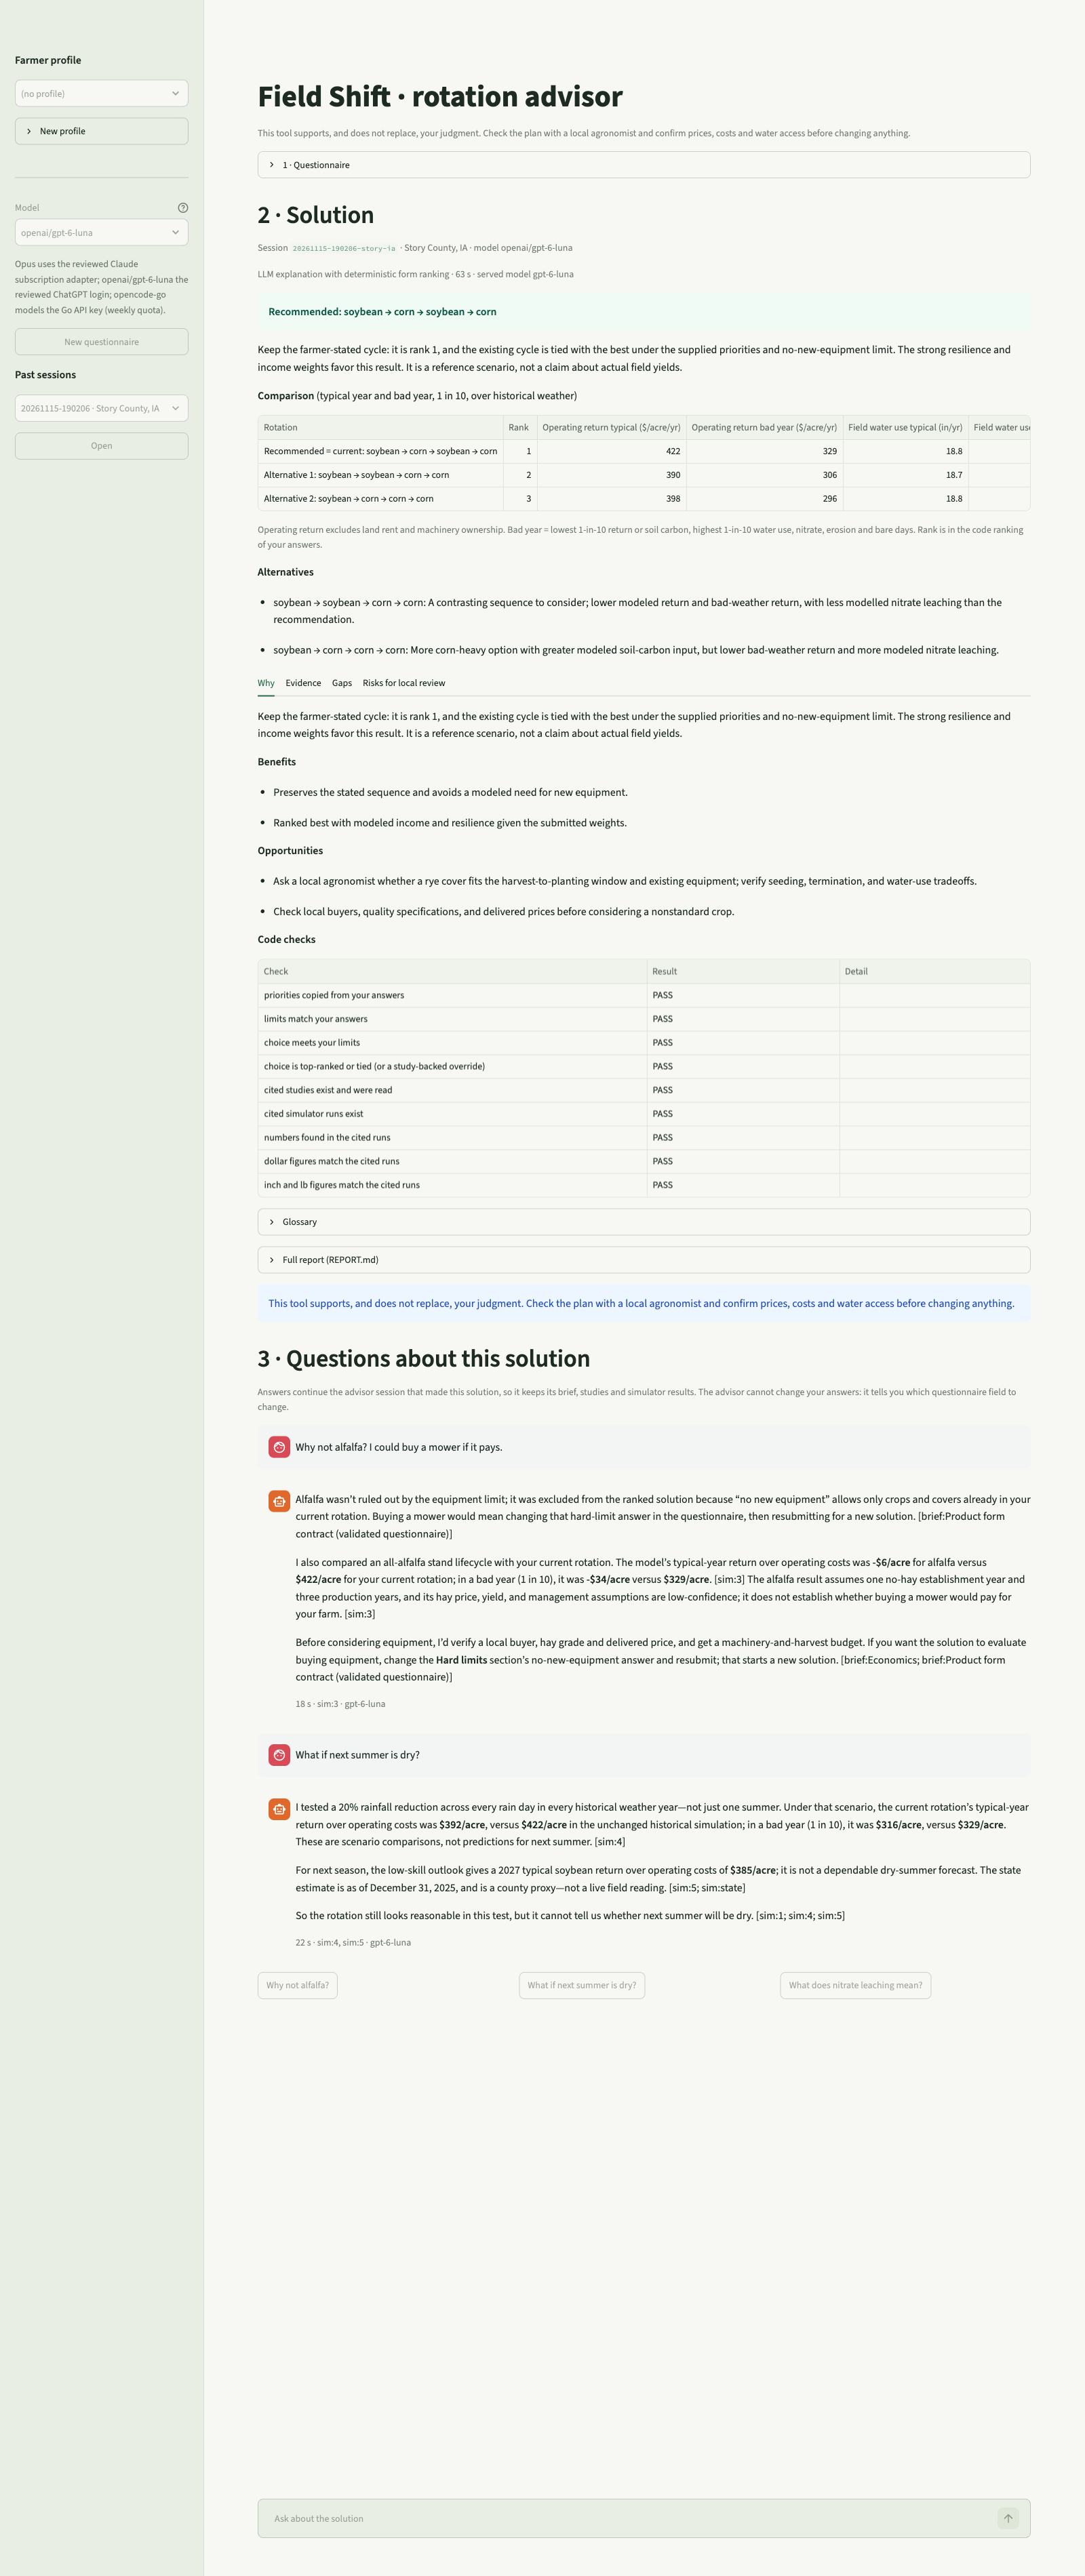 Farmer profile
(no profile)
New profile
Model
openai/gpt-6-luna
Opus uses the reviewed Claude
subscription adapter; openai/gpt-6-luna the
reviewed ChatGPT login; opencode-go
models the Go API key (weekly quota).
New questionnaire
Past sessions
20261115-190206 · Story County, IA
Open
Field Shift · rotation advisor
This tool supports, and does not replace, your judgment. Check the plan with a local agronomist and confirm prices, costs and water access before changing anything.
1 · Questionnaire
2 · Solution
Session 20261115-190206-story-ia · Story County, IA · model openai/gpt-6-luna
LLM explanation with deterministic form ranking · 63 s · served model gpt-6-luna
Recommended: soybean → corn → soybean → corn
Keep the farmer-stated cycle: it is rank 1, and the existing cycle is tied with the best under the supplied priorities and no-new-equipment limit. The strong resilience and
income weights favor this result. It is a reference scenario, not a claim about actual field yields.
Comparison (typical year and bad year, 1 in 10, over historical weather)
Rotation Rank Operating return typical ($/acre/yr) Operating return bad year ($/acre/yr) Field water use typical (in/yr) Field water use
Recommended = current: soybean → corn → soybean → corn 1 422 329 18.8
Alternative 1: soybean → soybean → corn → corn 2 390 306 18.7
Alternative 2: soybean → corn → corn → corn 3 398 296 18.8
Operating return excludes land rent and machinery ownership. Bad year = lowest 1-in-10 return or soil carbon, highest 1-in-10 water use, nitrate, erosion and bare days. Rank is in the code ranking
of your answers.
Alternatives
• soybean → soybean → corn → corn: A contrasting sequence to consider; lower modeled return and bad-weather return, with less modelled nitrate leaching than the
recommendation.
• soybean → corn → corn → corn: More corn-heavy option with greater modeled soil-carbon input, but lower bad-weather return and more modeled nitrate leaching.
Why Evidence Gaps Risks for local review
Keep the farmer-stated cycle: it is rank 1, and the existing cycle is tied with the best under the supplied priorities and no-new-equipment limit. The strong resilience and
income weights favor this result. It is a reference scenario, not a claim about actual field yields.
Benefits
• Preserves the stated sequence and avoids a modeled need for new equipment.
• Ranked best with modeled income and resilience given the submitted weights.
Opportunities
• Ask a local agronomist whether a rye cover fits the harvest-to-planting window and existing equipment; verify seeding, termination, and water-use tradeoffs.
• Check local buyers, quality specifications, and delivered prices before considering a nonstandard crop.
Code checks
Check Result Detail
priorities copied from your answers PASS
limits match your answers PASS
choice meets your limits PASS
choice is top-ranked or tied (or a study-backed override) PASS
cited studies exist and were read PASS
cited simulator runs exist PASS
numbers found in the cited runs PASS
dollar figures match the cited runs PASS
inch and lb figures match the cited runs PASS
Glossary
Full report (REPORT.md)
This tool supports, and does not replace, your judgment. Check the plan with a local agronomist and confirm prices, costs and water access before changing anything.
3 · Questions about this solution
Answers continue the advisor session that made this solution, so it keeps its brief, studies and simulator results. The advisor cannot change your answers: it tells you which questionnaire field to
change.
Why not alfalfa? I could buy a mower if it pays.
Alfalfa wasn't ruled out by the equipment limit; it was excluded from the ranked solution because “no new equipment” allows only crops and covers already in your
current rotation. Buying a mower would mean changing that hard-limit answer in the questionnaire, then resubmitting for a new solution. [brief:Product form
contract (validated questionnaire)]
I also compared an all-alfalfa stand lifecycle with your current rotation. The model's typical-year return over operating costs was -$6/acre for alfalfa versus
$422/acre for your current rotation; in a bad year (1 in 10), it was -$34/acre versus $329/acre. [sim:3] The alfalfa result assumes one no-hay establishment year and
three production years, and its hay price, yield, and management assumptions are low-confidence; it does not establish whether buying a mower would pay for
your farm. [sim:3]
Before considering equipment, I'd verify a local buyer, hay grade and delivered price, and get a machinery-and-harvest budget. If you want the solution to evaluate
buying equipment, change the Hard limits section's no-new-equipment answer and resubmit; that starts a new solution. [brief:Economics; brief:Product form
contract (validated questionnaire)]
18 s · sim:3 · gpt-6-luna
What if next summer is dry?
I tested a 20% rainfall reduction across every rain day in every historical weather year—not just one summer. Under that scenario, the current rotation's typical-year
return over operating costs was $392/acre, versus $422/acre in the unchanged historical simulation; in a bad year (1 in 10), it was $316/acre, versus $329/acre.
These are scenario comparisons, not predictions for next summer. [sim:4]
For next season, the low-skill outlook gives a 2027 typical soybean return over operating costs of $385/acre; it is not a dependable dry-summer forecast. The state
estimate is as of December 31, 2025, and is a county proxy—not a live field reading. [sim:5; sim:state]
So the rotation still looks reasonable in this test, but it cannot tell us whether next summer will be dry. [sim:1; sim:4; sim:5]
22 s · sim:4, sim:5 · gpt-6-luna
Why not alfalfa?
What if next summer is dry?
What does nitrate leaching mean?
Ask about the solution